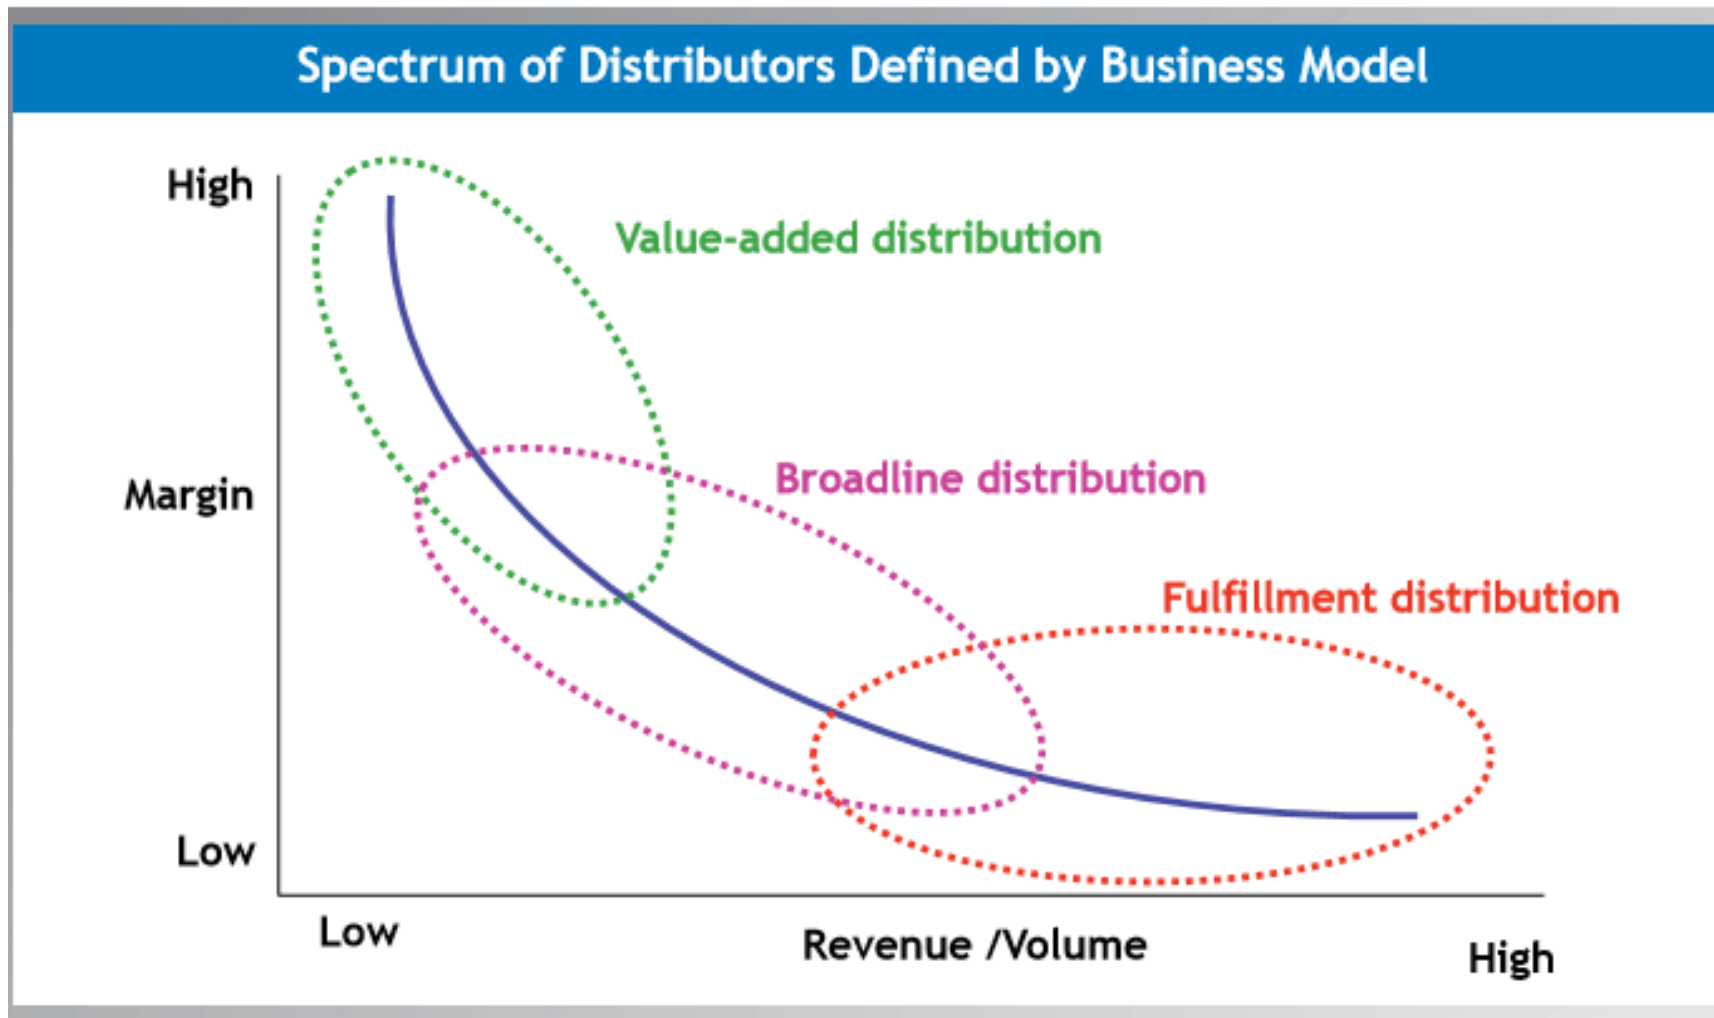 Spectrum of Distributors Defined by Business Model
High
Value-added distribution
Broadline distribution
Margin
Fulfillment distribution
Low
Low
Revenue /Volume
High